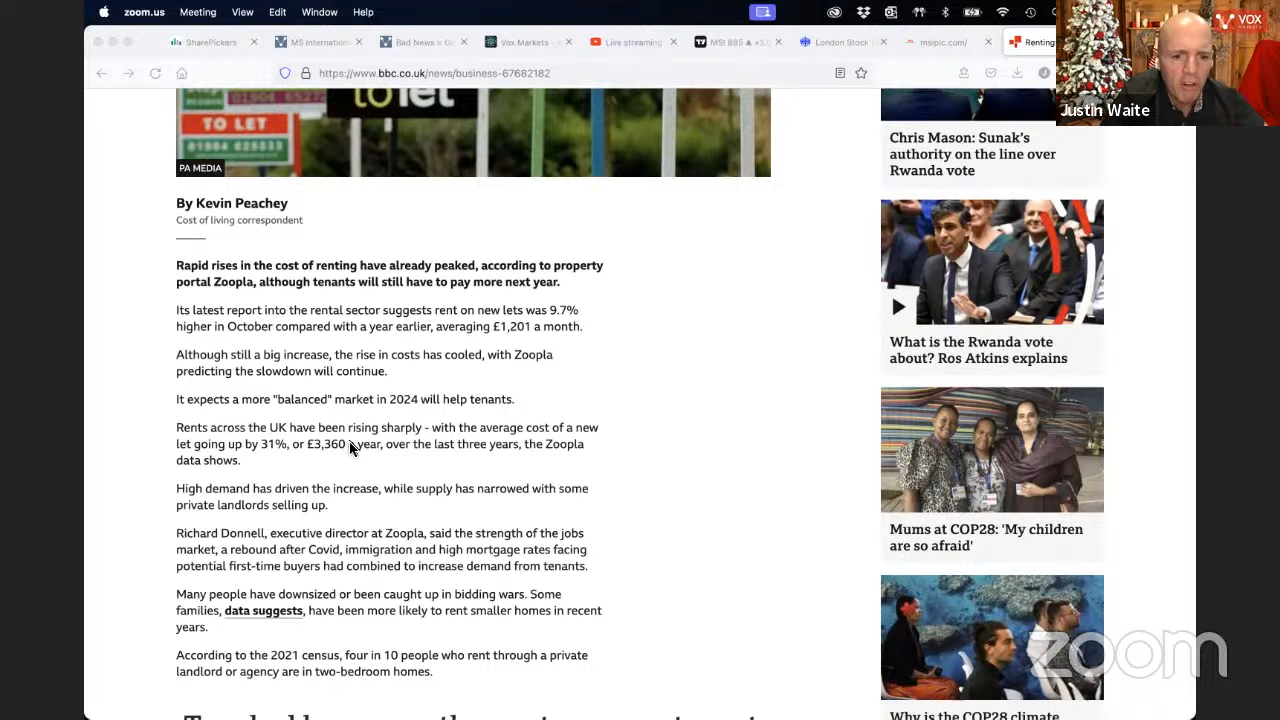 zoom.us Meeting View Edit Window Help
SharePickers
MS Internation
Bad News = Go
Vox Markets -
Live streaming
MSI 885
London Stock
msipic.com/
Renting
https://www.bbc.co.uk/news/business-67682182
VOX
MARKETS
Justin Waite
to let
TO LET
01984 625533
PA MEDIA
By Kevin Peachey
Cost of living correspondent
Rapid rises in the cost of renting have already peaked, according to property
portal Zoopla, although tenants will still have to pay more next year.
Its latest report into the rental sector suggests rent on new lets was 9.7%
higher in October compared with a year earlier, averaging £1,201 a month.
Although still a big increase, the rise in costs has cooled, with Zoopla
predicting the slowdown will continue.
It expects a more "balanced" market in 2024 will help tenants.
Rents across the UK have been rising sharply - with the average cost of a new
let going up by 31%, or £3,360 a year, over the last three years, the Zoopla
data shows.
High demand has driven the increase, while supply has narrowed with some
private landlords selling up.
Richard Donnell, executive director at Zoopla, said the strength of the jobs
market, a rebound after Covid, immigration and high mortgage rates facing
potential first-time buyers had combined to increase demand from tenants.
Many people have downsized or been caught up in bidding wars. Some
families, data suggests, have been more likely to rent smaller homes in recent
years.
According to the 2021 census, four in 10 people who rent through a private
landlord or agency are in two-bedroom homes.
Chris Mason: Sunak's
authority on the line over
Rwanda vote
What is the Rwanda vote
about? Ros Atkins explains
Mums at COP28: 'My children
are so afraid'
Why is the COP28 climate
zoom